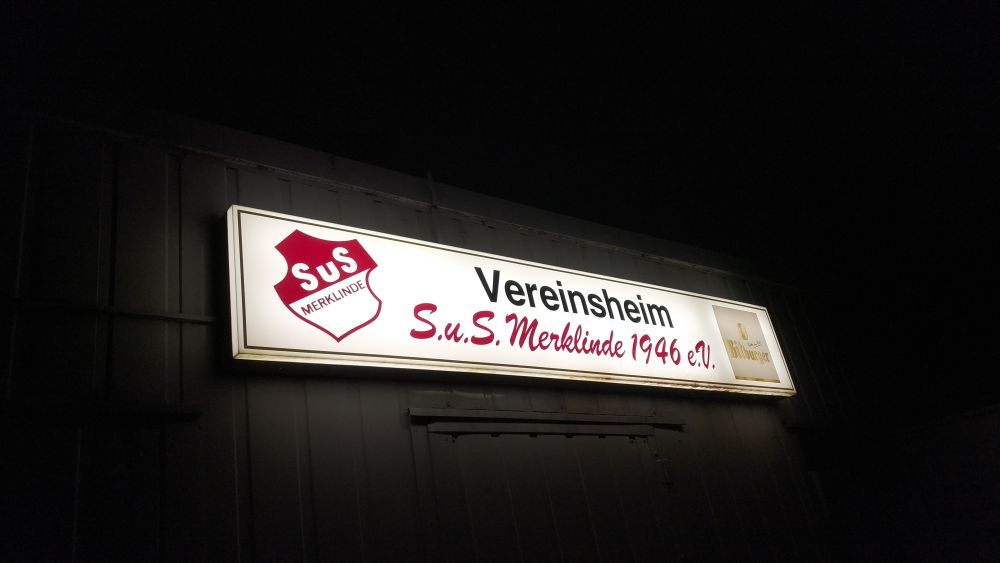 SuS
MERKLINDE
Vereinsheim
S.u.S. Merklinde 1946 e.V.
Bitburger